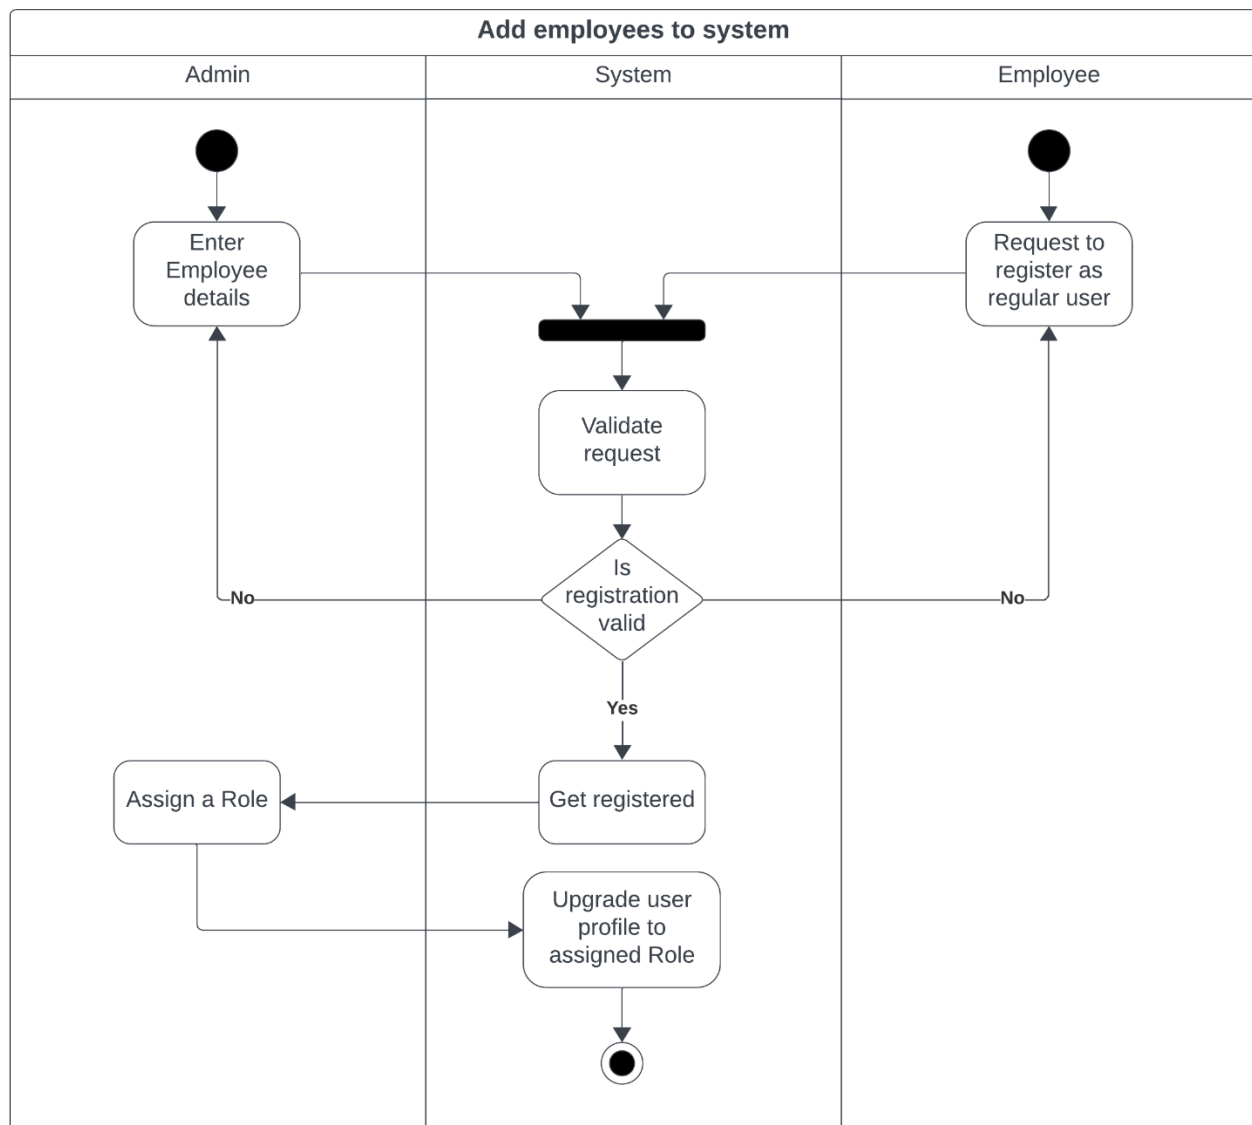 Add employees to system
Admin
System
Employee
Enter
Employee
details
Request to
register as
regular user
Validate
request
Is
registration
valid
No
No
Yes
Assign a Role
Get registered
Upgrade user
profile to
assigned Role